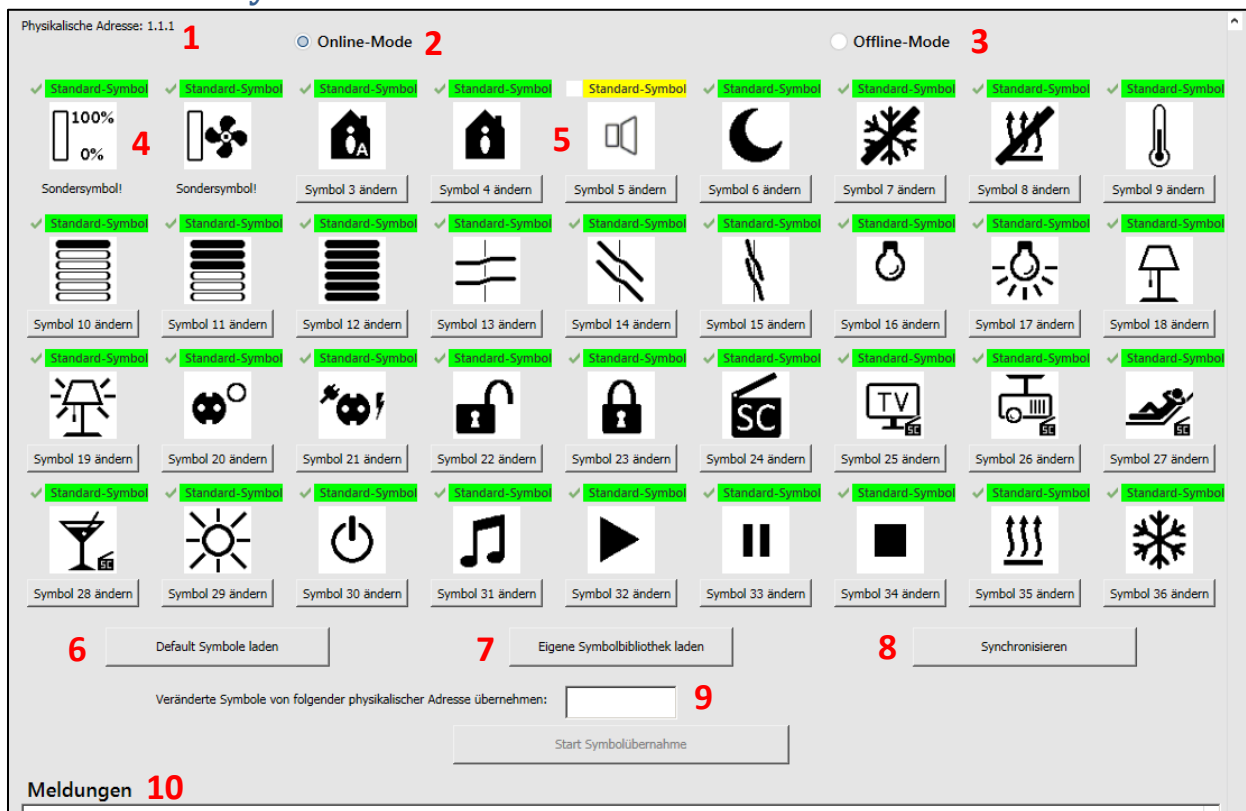 Physikalische Adresse: 1.1.1 1
Online-Mode 2 Offline-Mode 3
Standard-Symbol Standard-Symbol Standard-Symbol Standard-Symbol Standard-Symbol Standard-Symbol Standard-Symbol Standard-Symbol Standard-Symbol
100%
0% 4 A 5
Sondersymbol! Sondersymbol! Symbol 3 ändern Symbol 4 ändern Symbol 5 ändern Symbol 6 ändern Symbol 7 ändern Symbol 8 ändern Symbol 9 ändern
Standard-Symbol Standard-Symbol Standard-Symbol Standard-Symbol Standard-Symbol Standard-Symbol Standard-Symbol Standard-Symbol Standard-Symbol
Symbol 10 ändern Symbol 11 ändern Symbol 12 ändern Symbol 13 ändern Symbol 14 ändern Symbol 15 ändern Symbol 16 ändern Symbol 17 ändern Symbol 18 ändern
Standard-Symbol Standard-Symbol Standard-Symbol Standard-Symbol Standard-Symbol Standard-Symbol Standard-Symbol Standard-Symbol Standard-Symbol
SC TV SC SC SC
Symbol 19 ändern Symbol 20 ändern Symbol 21 ändern Symbol 22 ändern Symbol 23 ändern Symbol 24 ändern Symbol 25 ändern Symbol 26 ändern Symbol 27 ändern
Standard-Symbol Standard-Symbol Standard-Symbol Standard-Symbol Standard-Symbol Standard-Symbol Standard-Symbol Standard-Symbol Standard-Symbol
SC
Symbol 28 ändern Symbol 29 ändern Symbol 30 ändern Symbol 31 ändern Symbol 32 ändern Symbol 33 ändern Symbol 34 ändern Symbol 35 ändern Symbol 36 ändern
6 Default Symbole laden 7 Eigene Symbolbibliothek laden 8 Synchronisieren
Veränderte Symbole von folgender physikalischer Adresse übernehmen: 9
Start Symbolübernahme
Meldungen 10